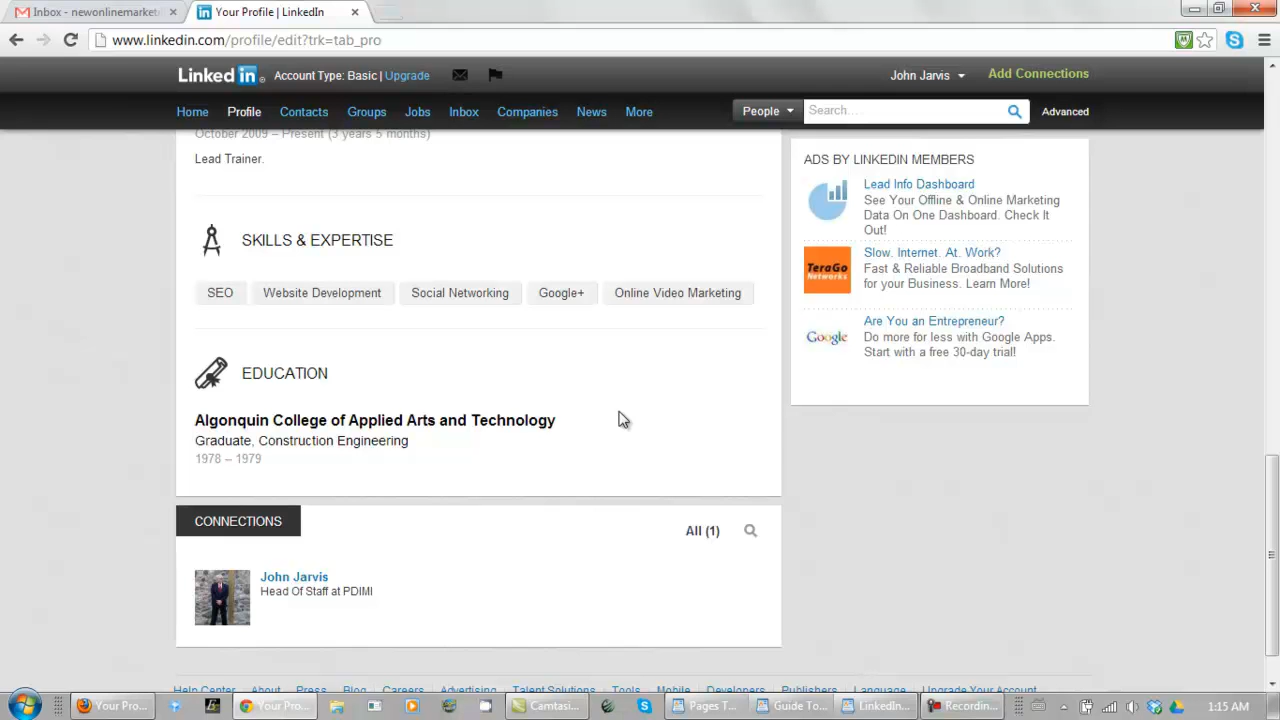 Inbox - newonlinemarket
Your Profile | LinkedIn
www.linkedin.com/profile/edit?trk=tab_pro
Linked in. Account Type: Basic | Upgrade
John Jarvis
Add Connections
Home Profile Contacts Groups Jobs Inbox Companies News More
People Search... Advanced
October 2009 – Present (3 years 5 months)
Lead Trainer.
SKILLS & EXPERTISE
SEO Website Development Social Networking Google+ Online Video Marketing
EDUCATION
Algonquin College of Applied Arts and Technology
Graduate, Construction Engineering
1978 – 1979
CONNECTIONS
All (1)
John Jarvis
Head Of Staff at PDIMI
ADS BY LINKEDIN MEMBERS
Lead Info Dashboard
See Your Offline & Online Marketing
Data On One Dashboard. Check It
Out!
TeraGo
Networks
Slow. Internet. At. Work?
Fast & Reliable Broadband Solutions
for your Business. Learn More!
Google
Are You an Entrepreneur?
Do more for less with Google Apps.
Start with a free 30-day trial!
Help Center About Press Blog Careers Advertising Talent Solutions Tools Mobile Developers Publishers Language Upgrade Your Account
Your Pro... Your Pro... Camtasi... Pages T... Guide To... LinkedIn... Recordin... 1:15 AM